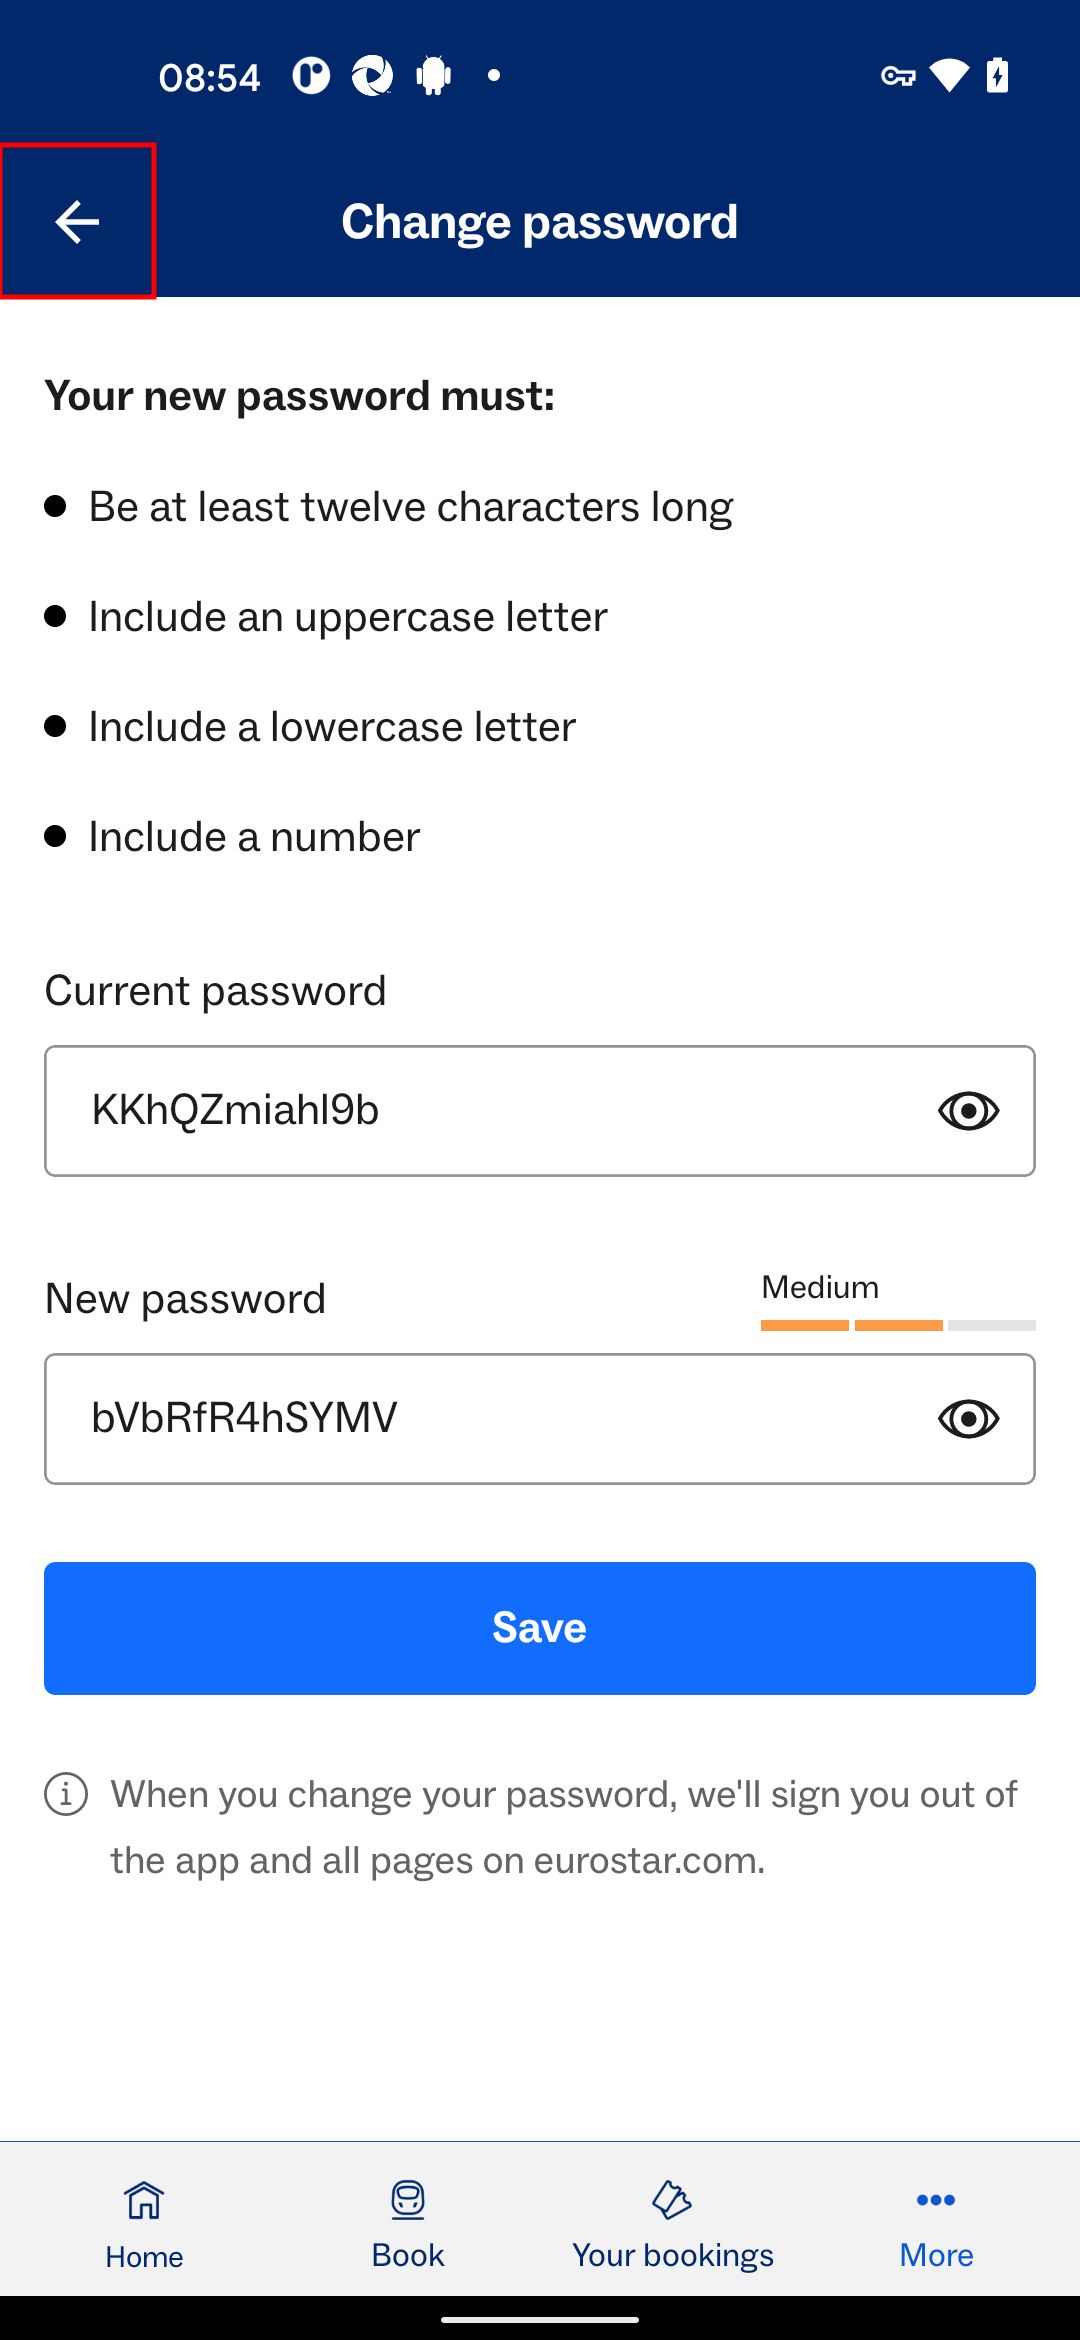 08:54
Change password
Your new password must:
Be at least twelve characters long
Include an uppercase letter
Include a lowercase letter
Include a number
Current password
KKhQZmiahI9b
New password
Medium
bVbRfR4hSYMV
Save
When you change your password, we'll sign you out of
the app and all pages on eurostar.com.
Home
Book
Your bookings
More